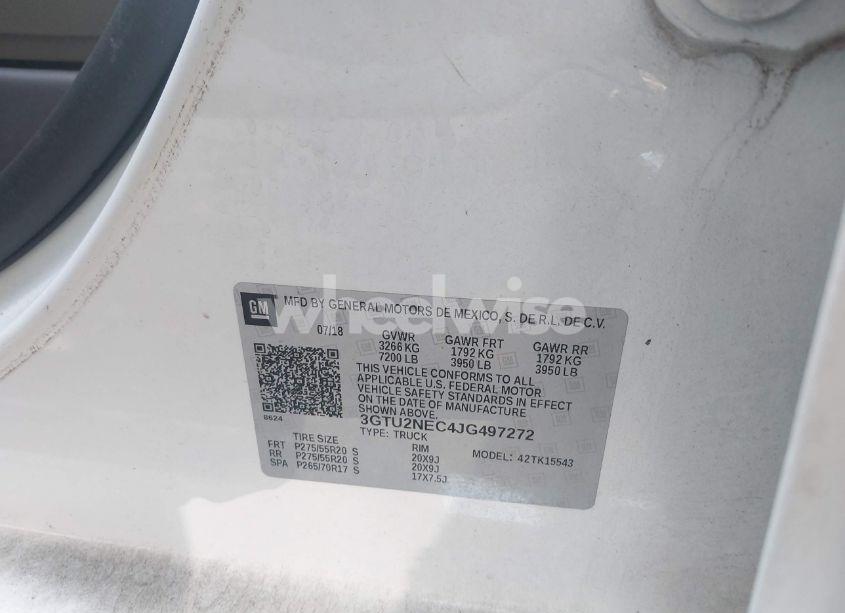 wheelwise
GM MFD BY GENERAL MOTORS DE MEXICO, S. DE R.L. DE C.V.
07/18 GVWR GAWR FRT GAWR RR
3266 KG 1792 KG 1792 KG
7200 LB 3950 LB 3950 LB
THIS VEHICLE CONFORMS TO ALL
APPLICABLE U.S. FEDERAL MOTOR
VEHICLE SAFETY STANDARDS IN EFFECT
ON THE DATE OF MANUFACTURE
SHOWN ABOVE.
8624 3GTU2NEC4JG497272
TYPE: TRUCK
TIRE SIZE RIM MODEL: 42TK15543
FRT P275/55R20 S 20X9J
RR P275/55R20 S 20X9J
SPA P265/70R17 S 17X7.5J